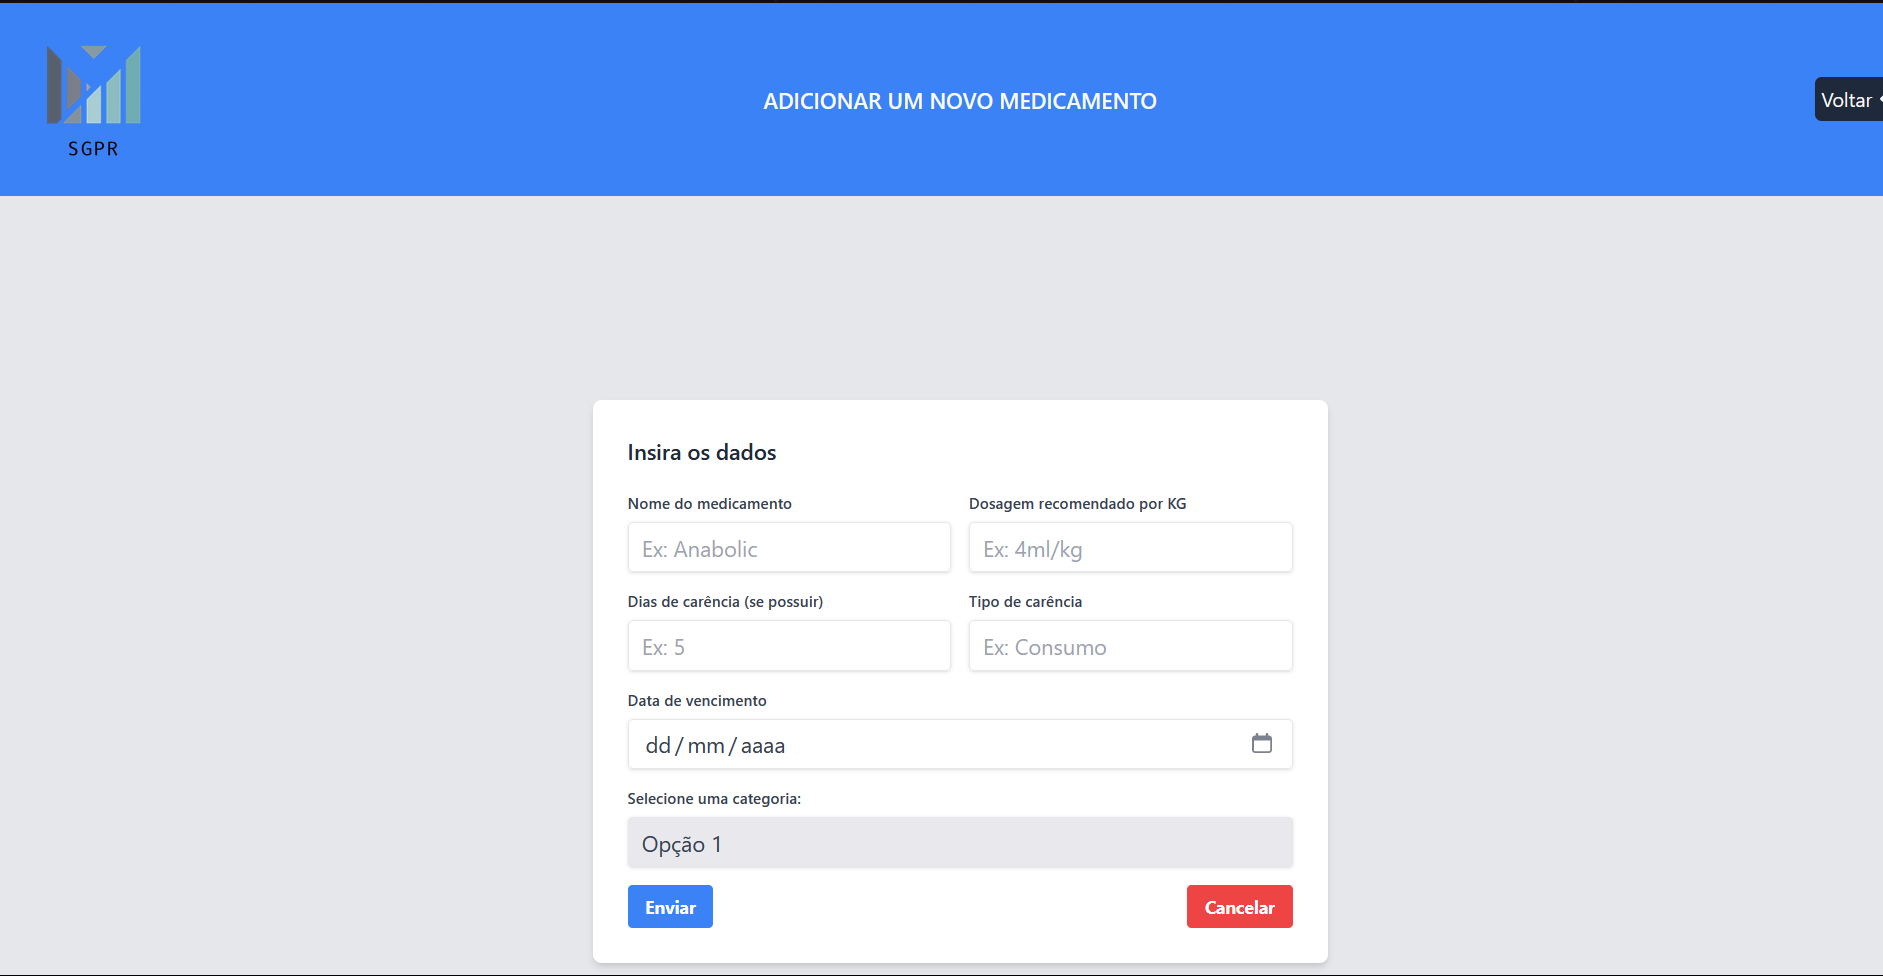 SGPR
ADICIONAR UM NOVO MEDICAMENTO
Voltar
Insira os dados
Nome do medicamento
Dosagem recomendado por KG
Ex: Anabolic
Ex: 4ml/kg
Dias de carência (se possuir)
Tipo de carência
Ex: 5
Ex: Consumo
Data de vencimento
dd/mm/aaaa
Selecione uma categoria:
Opção 1
Enviar
Cancelar